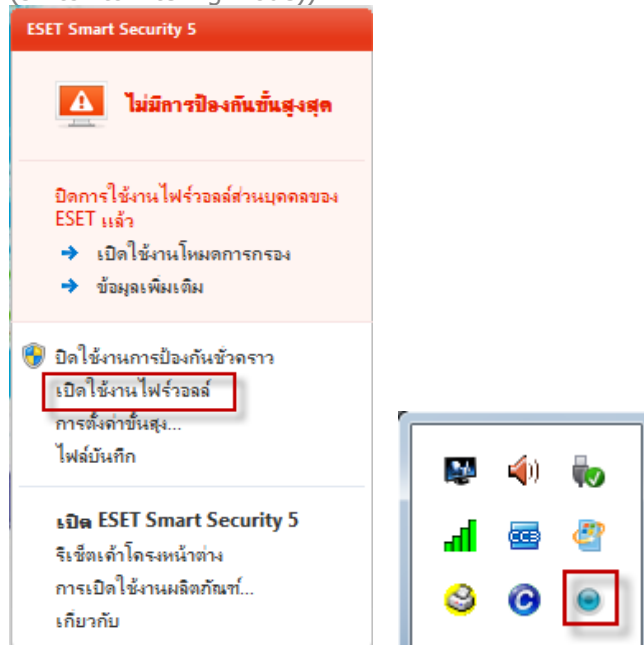 ESET Smart Security 5
ไม่มีการป้องกันขั้นสูงสุด
ปิดการใช้งานไฟร์วอลล์ส่วนบุคคลของ
ESET แล้ว
เปิดใช้งานโหมดการกรอง
ข้อมูลเพิ่มเติม
ปิดใช้งานการป้องกันชั่วคราว
เปิดใช้งานไฟร์วอลล์
การตั้งค่าขั้นสูง...
ไฟล์บันทึก
เปิด ESET Smart Security 5
รีเซ็ตเค้าโครงหน้าต่าง
การเปิดใช้งานผลิตภัณฑ์...
เกี่ยวกับ
CCB
C